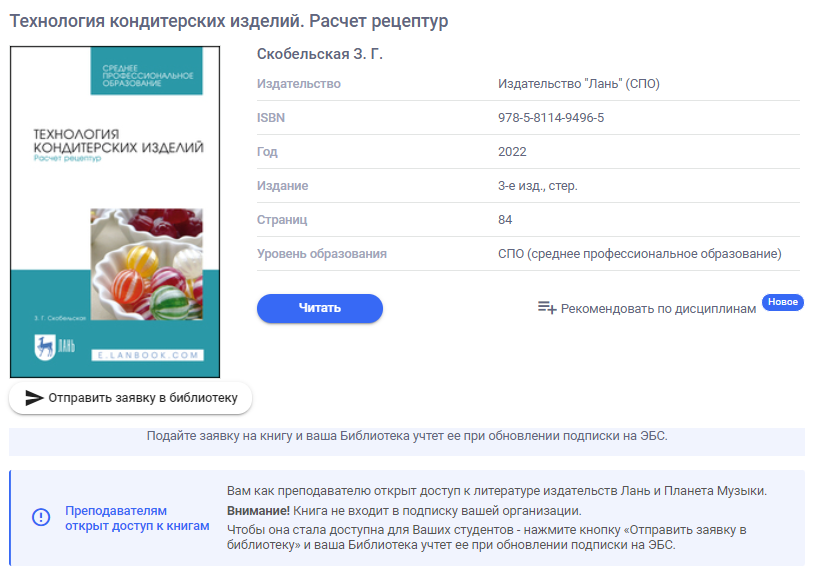 Технология кондитерских изделий. Расчет рецептур
СРЕДНЕЕ
ПРОФЕССИОНАЛЬНОЕ
ОБРАЗОВАНИЕ
ТЕХНОЛОГИЯ
КОНДИТЕРСКИХ ИЗДЕЛИЙ
Расчет рецептур
З. Г. Скобельская
ЛАНЬ
E.LANBOOK.COM
Скобельская З. Г.
Издательство Издательство "Лань" (СПО)
ISBN 978-5-8114-9496-5
Год 2022
Издание 3-е изд., стер.
Страниц 84
Уровень образования СПО (среднее профессиональное образование)
Читать
Рекомендовать по дисциплинам Новое
Отправить заявку в библиотеку
Подайте заявку на книгу и ваша Библиотека учтет ее при обновлении подписки на ЭБС.
Преподавателям
открыт доступ к книгам
Вам как преподавателю открыт доступ к литературе издательств Лань и Планета Музыки.
Внимание! Книга не входит в подписку вашей организации.
Чтобы она стала доступна для Ваших студентов - нажмите кнопку «Отправить заявку в
библиотеку» и ваша Библиотека учтет ее при обновлении подписки на ЭБС.